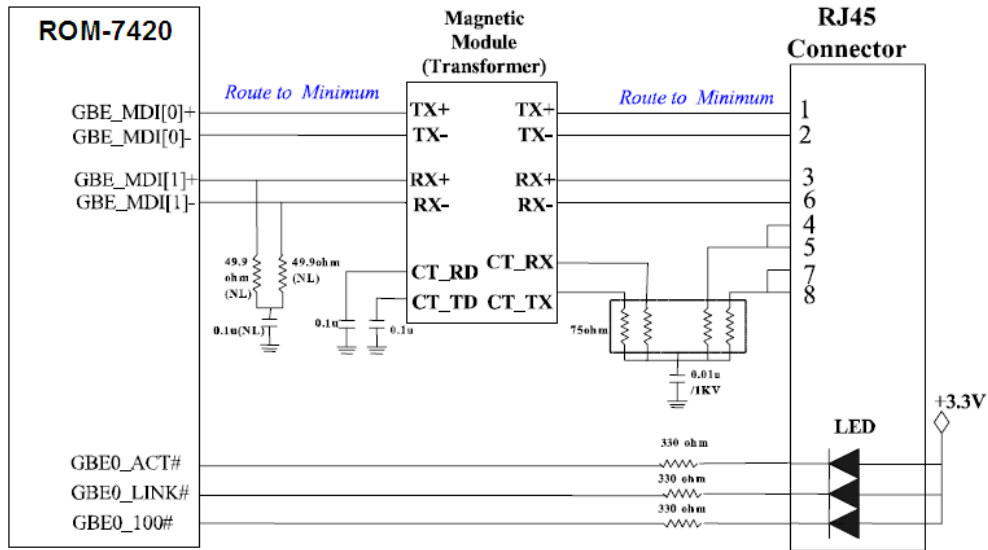 ROM-7420
Magnetic
Module
(Transformer)
RJ45
Connector
Route to Minimum
Route to Minimum
GBE_MDI[0]+
TX+
TX+
1
GBE_MDI[0]-
TX-
TX-
2
GBE_MDI[1]+
RX+
RX+
3
GBE_MDI[1]-
RX-
RX-
6
4
5
49.9
ohm
(NL)
49.9ohm
(NL)
CT_RD
CT_RX
7
CT_TD
CT_TX
8
0.1u(NL)
0.1u
0.1u
75ohm
0.01u
/1KV
+3.3V
LED
GBE0_ACT#
330 ohm
GBE0_LINK#
330 ohm
GBE0_100#
330 ohm